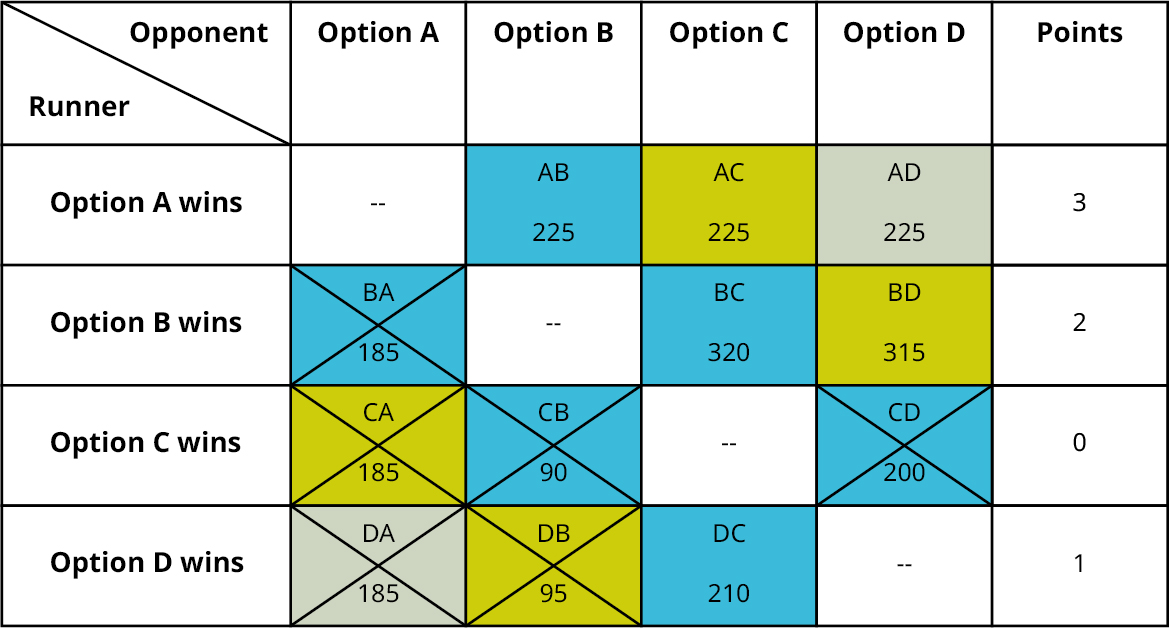 Opponent Option A Option B Option C Option D Points
Runner
Option A wins -- AB 225 AC 225 AD 225 3
Option B wins BA 185 -- BC 320 BD 315 2
Option C wins CA 185 CB 90 -- CD 200 0
Option D wins DA 185 DB 95 DC 210 -- 1